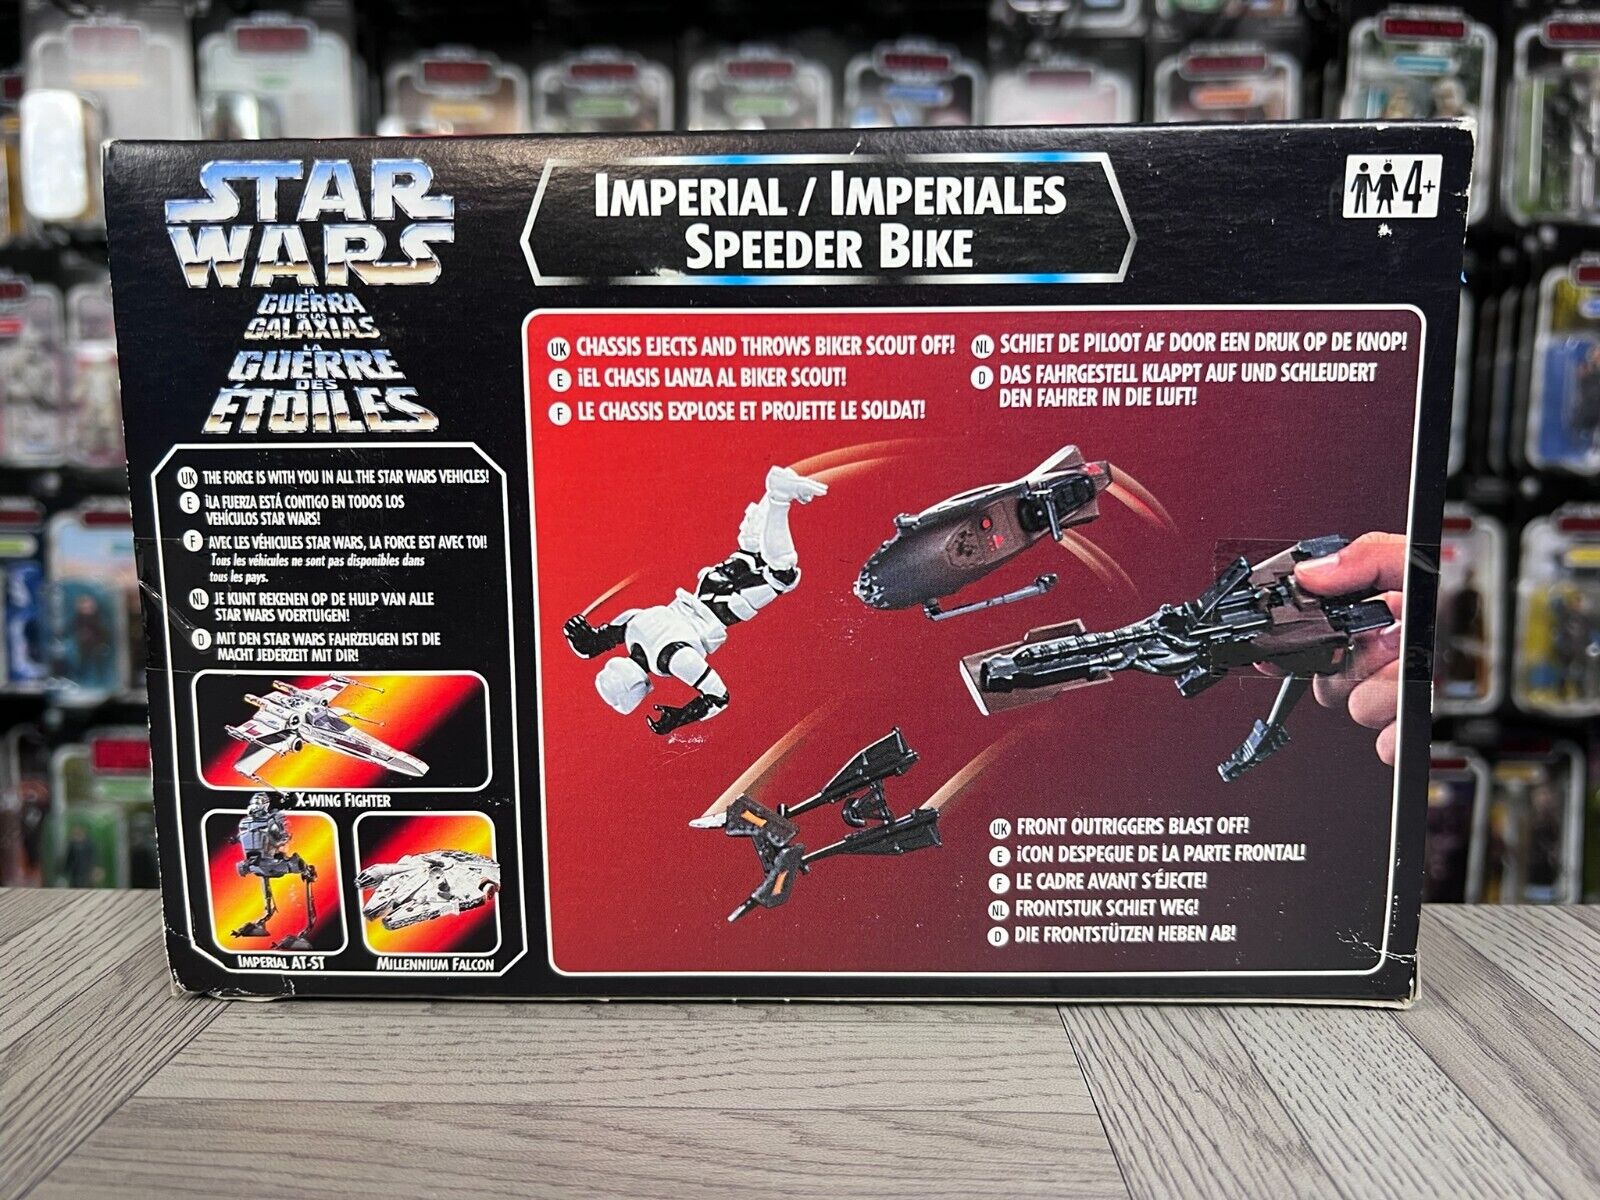 STAR
WARS
LA
GUERRA
DE LAS
GALAXIAS
LA
GUERRE
DES
ÉTOILES
IMPERIAL / IMPERIALES
SPEEDER BIKE
4+
UK THE FORCE IS WITH YOU IN ALL THE STAR WARS VEHICLES!
E ¡LA FUERZA ESTÁ CONTIGO EN TODOS LOS
VEHÍCULOS STAR WARS!
F AVEC LES VÉHICULES STAR WARS, LA FORCE EST AVEC TOI!
Tous les véhicules ne sont pas disponibles dans
tous les pays.
NL JE KUNT REKENEN OP DE HULP VAN ALLE
STAR WARS VOERTUIGEN!
D MIT DEN STAR WARS FAHRZEUGEN IST DIE
MACHT JEDERZEIT MIT DIR!
X-WING FIGHTER
IMPERIAL AT-ST
MILLENNIUM FALCON
UK CHASSIS EJECTS AND THROWS BIKER SCOUT OFF!
E ¡EL CHASIS LANZA AL BIKER SCOUT!
F LE CHASSIS EXPLOSE ET PROJETTE LE SOLDAT!
NL SCHIET DE PILOOT AF DOOR EEN DRUK OP DE KNOP!
D DAS FAHRGESTELL KLAPPT AUF UND SCHLEUDERT
DEN FAHRER IN DIE LUFT!
UK FRONT OUTRIGGERS BLAST OFF!
E ¡CON DESPEGUE DE LA PARTE FRONTAL!
F LE CADRE AVANT S'ÉJECTE!
NL FRONTSTUK SCHIET WEG!
D DIE FRONTSTÜTZEN HEBEN AB!